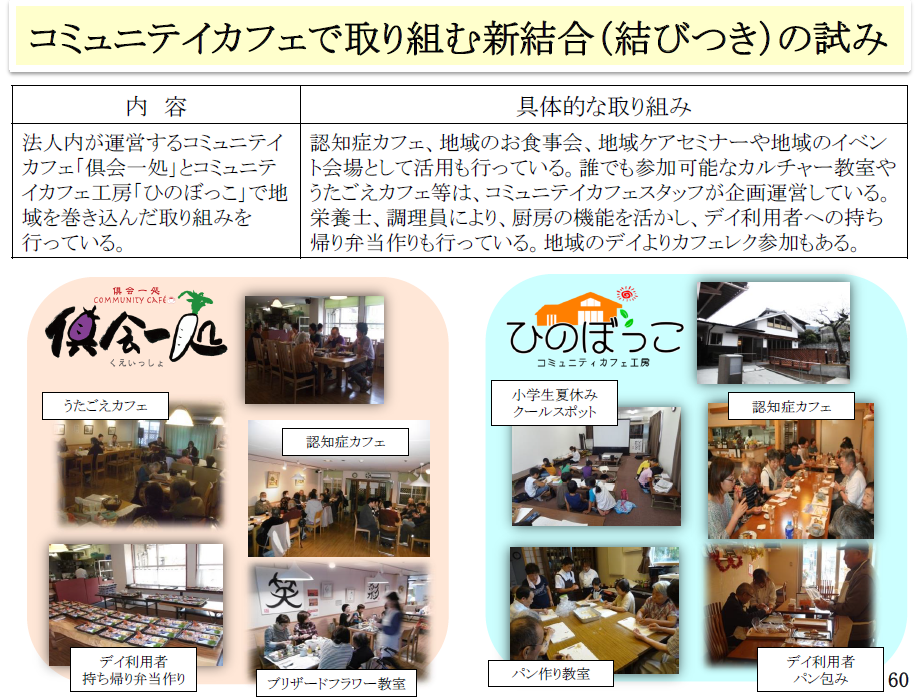 コミュニテイカフェで取り組む新結合（結びつき）の試み
内 容
具体的な取り組み
法人内が運営するコミュニテイ
カフェ「倶会一処」とコミュニテ
イカフェ工房「ひのぼっこ」で地
域を巻き込んだ取り組みを
行っている。
認知症カフェ、地域のお食事会、地域ケアセミナーや地域のイベン
ト会場として活用も行っている。誰でも参加可能なカルチャー教室や
うたごえカフェ等は、コミュニテイカフェスタッフが企画運営している。
栄養士、調理員により、厨房の機能を活かし、デイ利用者への持ち
帰り弁当作りも行っている。地域のデイよりカフェレク参加もある。
倶会一処
COMMUNITY CAFÉ
倶会一処
くえいっしょ
うたごえカフェ
認知症カフェ
笑
デイ利用者
持ち帰り弁当作り
ブリザードフラワー教室
ひのぼっこ
コミュニティカフェ工房
小学生夏休み
クールスポット
認知症カフェ
パン作り教室
デイ利用者
パン包み
60